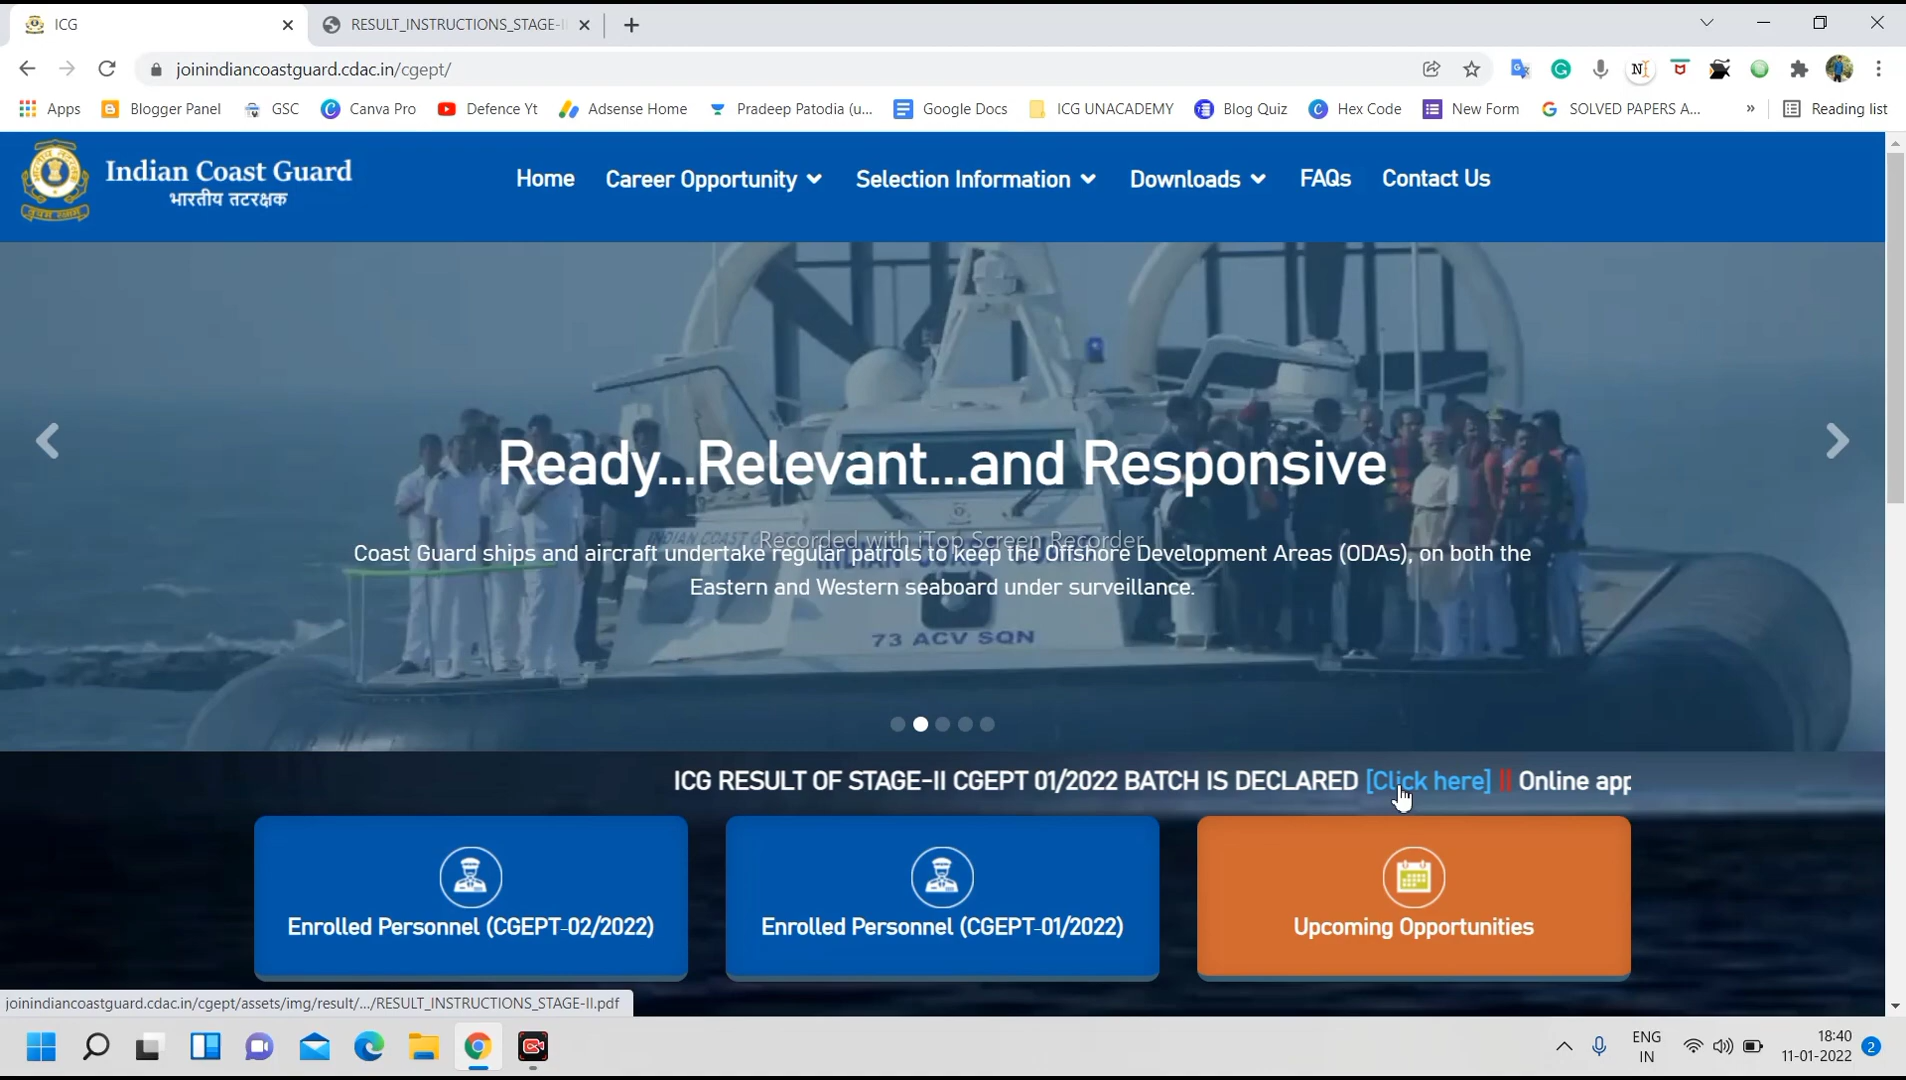 ICG
RESULT_INSTRUCTIONS_STAGE-II
joinindiancoastguard.cdac.in/cgept/
Apps Blogger Panel GSC Canva Pro Defence Yt Adsense Home Pradeep Patodia (u... Google Docs ICG UNACADEMY Blog Quiz Hex Code New Form SOLVED PAPERS A... » Reading list
Indian Coast Guard
भारतीय तटरक्षक
Home Career Opportunity Selection Information Downloads FAQs Contact Us
Ready...Relevant...and Responsive
Recorded with iTop Screen Recorder
Coast Guard ships and aircraft undertake regular patrols to keep the Offshore Development Areas (ODAs), on both the
Eastern and Western seaboard under surveillance.
INDIAN COAST GUARD
73 ACV SQN
ICG RESULT OF STAGE-II CGEPT 01/2022 BATCH IS DECLARED [Click here] || Online app
Enrolled Personnel (CGEPT-02/2022)
Enrolled Personnel (CGEPT-01/2022)
Upcoming Opportunities
joinindiancoastguard.cdac.in/cgept/assets/img/result/.../RESULT_INSTRUCTIONS_STAGE-II.pdf
ENG
IN
18:40
11-01-2022
2